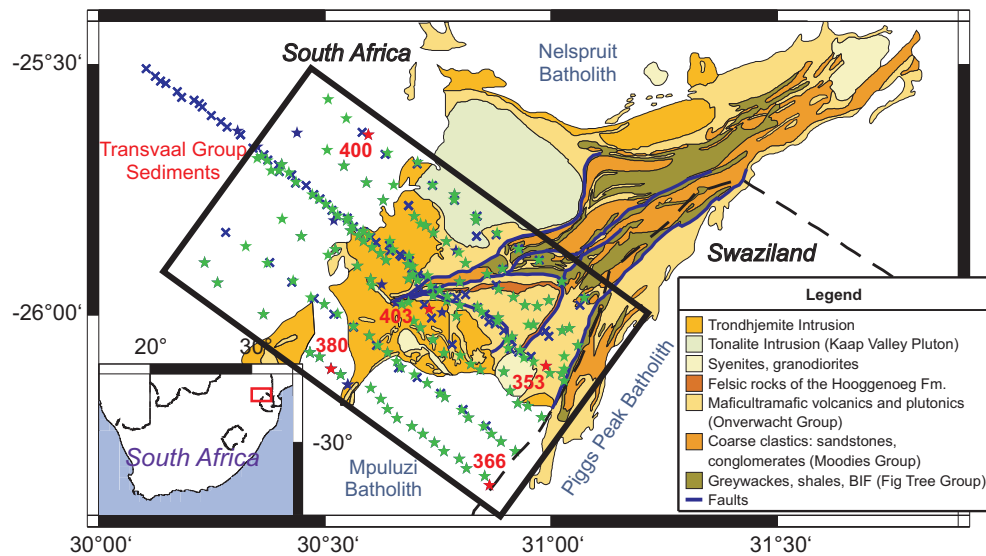 South Africa
Nelspruit
Batholith
-25'30'
Transvaal Group
Sediments
400
Swaziland
-26°00'
403
380
353
366
Mpuluzi
Batholith
Piggs Peak Batholith
Legend
Trondhjemite Intrusion
Tonalite Intrusion (Kaap Valley Pluton)
Syenites, granodiorites
Felsic rocks of the Hooggenoeg Fm.
Maficultramafic volcanics and plutonics
(Onverwacht Group)
Coarse clastics: sandstones,
conglomerates (Moodies Group)
Greywackes, shales, BIF (Fig Tree Group)
Faults
20°
30°
-30°
South Africa
30°00'
30°30'
31°00'
31°30'